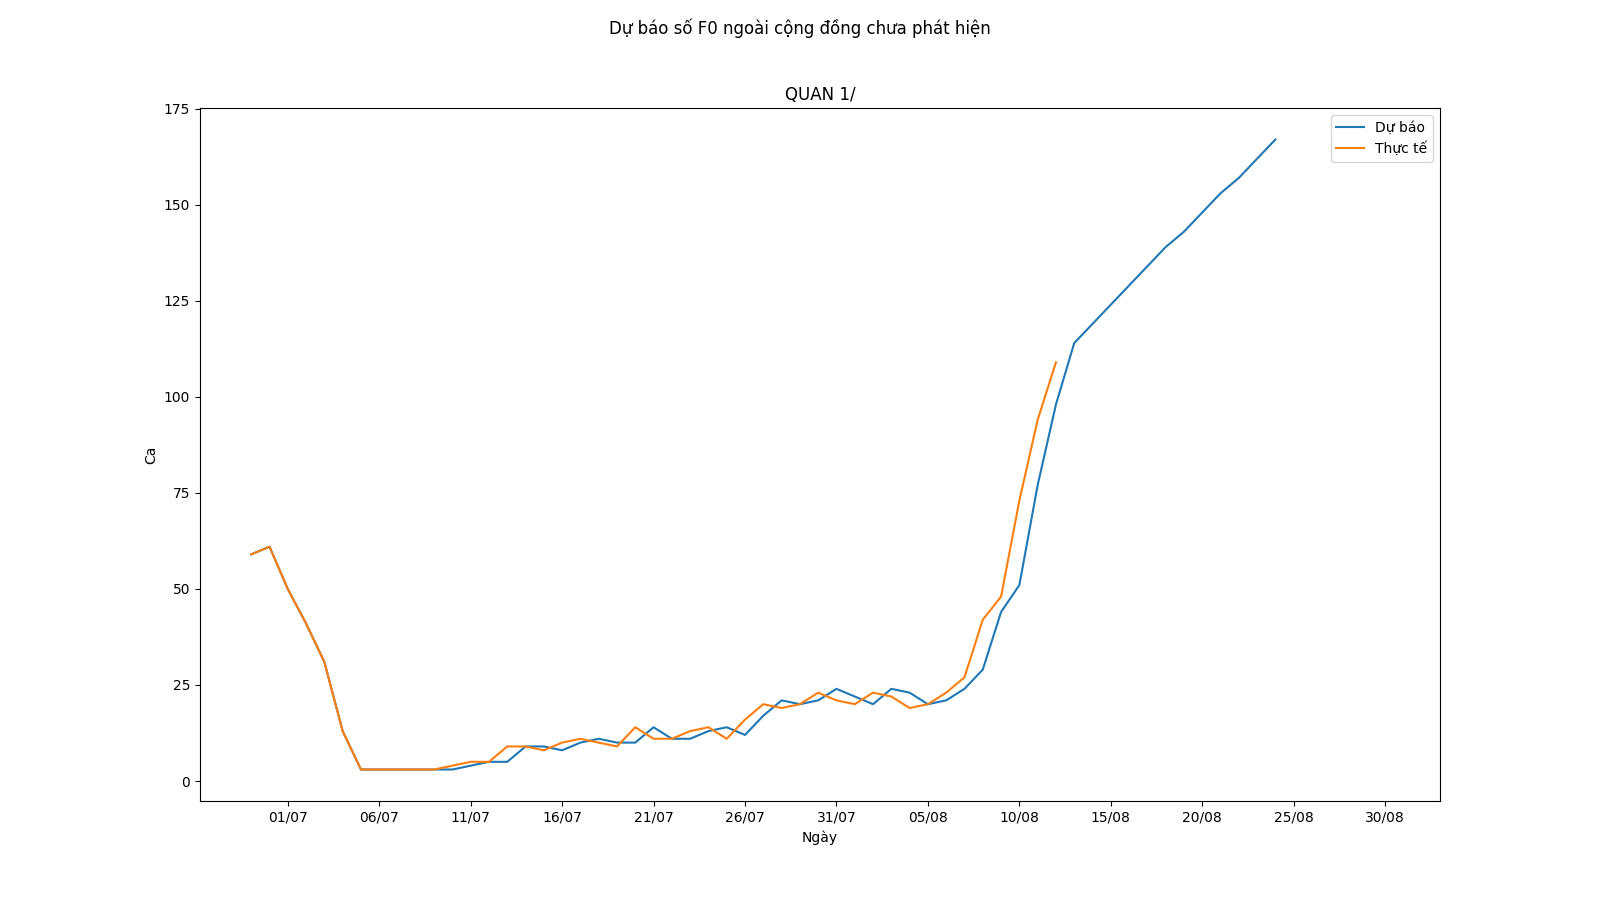 Dự báo số F0 ngoài cộng đồng chưa phát hiện
QUAN 1/
Dự báo
Thực tế
175
150
125
100
75
50
25
0
Ca
01/07 06/07 11/07 16/07 21/07 26/07 31/07 05/08 10/08 15/08 20/08 25/08 30/08
Ngày